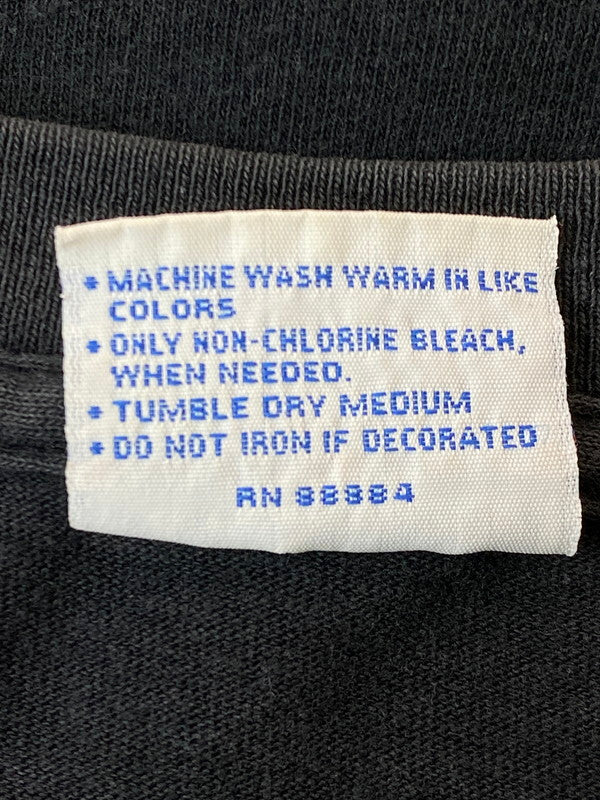 * MACHINE WASH WARM IN LIKE
COLORS
* ONLY NON-CHLORINE BLEACH,
WHEN NEEDED.
* TUMBLE DRY MEDIUM
* DO NOT IRON IF DECORATED
RN